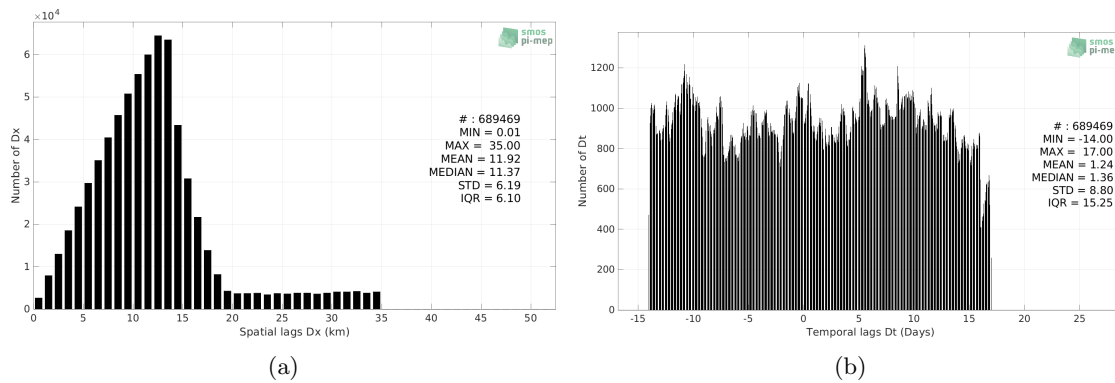 ×10⁴
6
5
4
3
2
1
0
Number of Dx
0 5 10 15 20 25 30 35 40 45 50
Spatial lags Dx (km)
smos
pi-mep
# : 689469
MIN = 0.01
MAX = 35.00
MEAN = 11.92
MEDIAN = 11.37
STD = 6.19
IQR = 6.10
(a)
1200
1000
800
600
400
200
0
Number of Dt
-15 -10 -5 0 5 10 15 20 25
Temporal lags Dt (Days)
smos
pi-me
# : 689469
MIN = -14.00
MAX = 17.00
MEAN = 1.24
MEDIAN = 1.36
STD = 8.80
IQR = 15.25
(b)